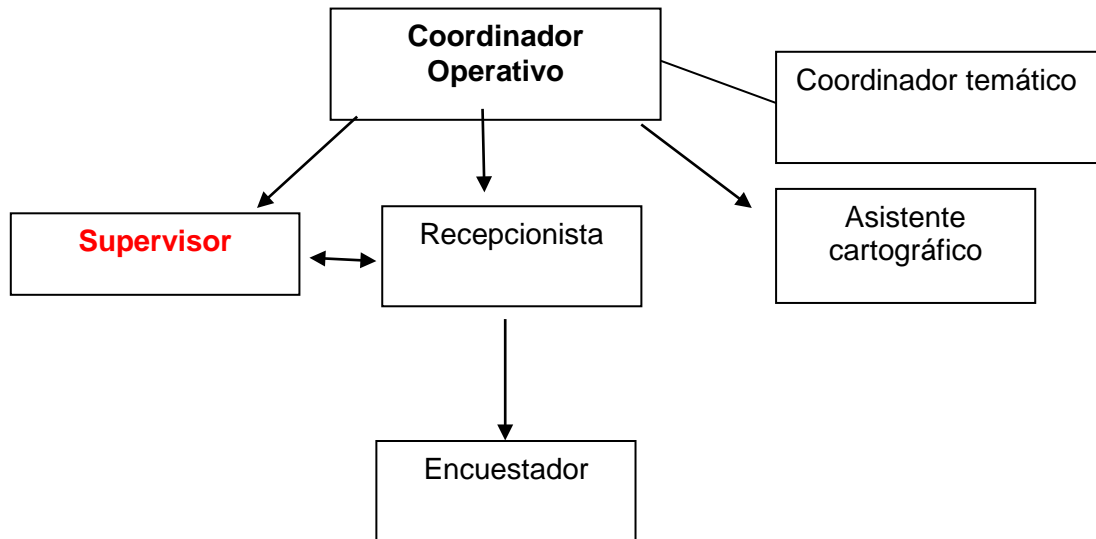 Coordinador
Operativo
Coordinador temático
Supervisor
Recepcionista
Asistente
cartográfico
Encuestador